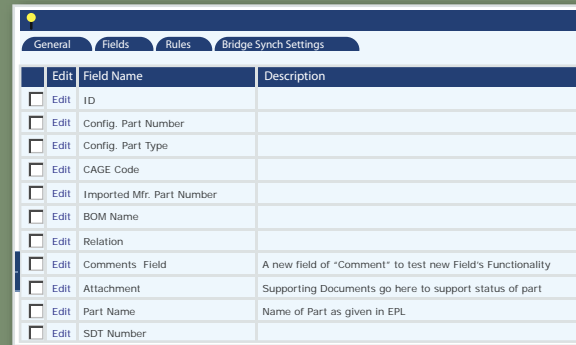 General Fields Rules Bridge Synch Settings
Edit Field Name Description
Edit ID
Edit Config. Part Number
Edit Config. Part Type
Edit CAGE Code
Edit Imported Mfr. Part Number
Edit BOM Name
Edit Relation
Edit Comments Field A new field of “Comment” to test new Field’s Functionality
Edit Attachment Supporting Documents go here to support status of part
Edit Part Name Name of Part as given in EPL
Edit SDT Number